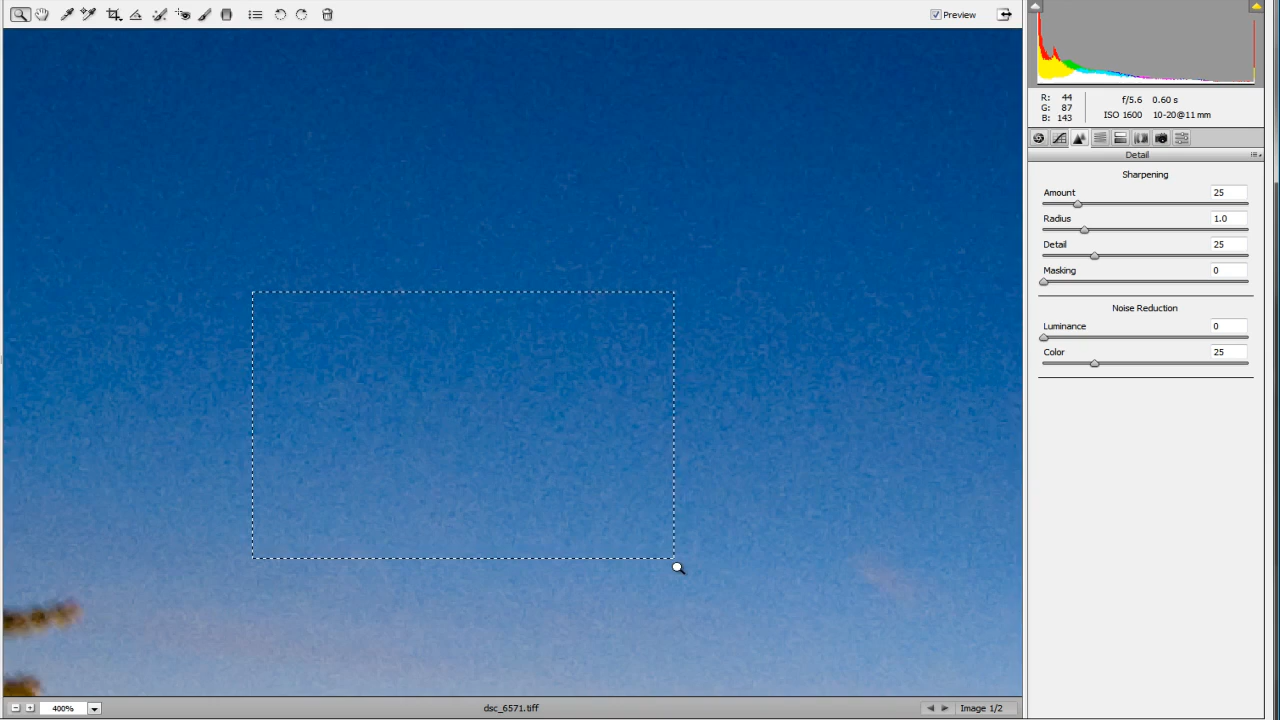 Preview
R: 44
G: 87
B: 143
f/5.6 0.60 s
ISO 1600 10-20@11 mm
Detail
Sharpening
Amount 25
Radius 1.0
Detail 25
Masking 0
Noise Reduction
Luminance 0
Color 25
400%
dsc_6571.tiff
Image 1/2